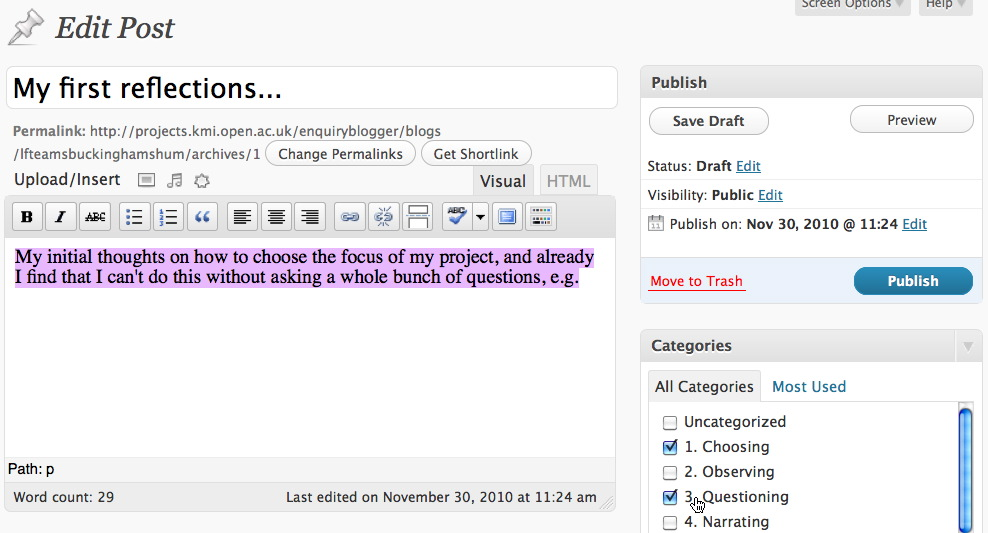 Screen Options
Help
Edit Post
My first reflections...
Permalink: http://projects.kmi.open.ac.uk/enquiryblogger/blogs
/lfteamsbuckinghamshum/archives/1 Change Permalinks Get Shortlink
Upload/Insert
Visual
HTML
B I ABC
ABC
My initial thoughts on how to choose the focus of my project, and already
I find that I can't do this without asking a whole bunch of questions, e.g.
Path: p
Word count: 29
Last edited on November 30, 2010 at 11:24 am
Publish
Save Draft
Preview
Status: Draft Edit
Visibility: Public Edit
Publish on: Nov 30, 2010 @ 11:24 Edit
Move to Trash
Publish
Categories
All Categories
Most Used
Uncategorized
1. Choosing
2. Observing
3. Questioning
4. Narrating